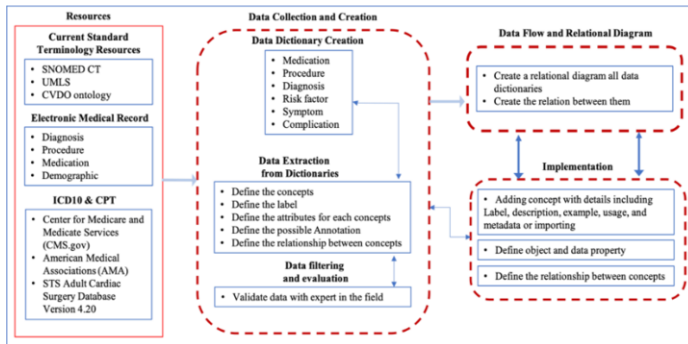 Resources
Current Standard
Terminology Resources
• SNOMED CT
• UMLS
• CVDO ontology
Electronic Medical Record
• Diagnosis
• Procedure
• Medication
• Demographic
ICD10 & CPT
• Center for Medicare and
Medicate Services
(CMS.gov)
• American Medical
Associations (AMA)
• STS Adult Cardiac
Surgery Database
Version 4.20
Data Collection and Creation
Data Dictionary Creation
• Medication
• Procedure
• Diagnosis
• Risk factor
• Symptom
• Complication
Data Extraction
from Dictionaries
• Define the concepts
• Define the label
• Define the attributes for each concepts
• Define the possible Annotation
• Define the relationship between concepts
Data filtering
and evaluation
• Validate data with expert in the field
Data Flow and Relational Diagram
• Create a relational diagram all data
dictionaries
• Create the relation between them
Implementation
• Adding concept with details including
Label, description, example, usage, and
metadata or importing
• Define object and data property
• Define the relationship between concepts